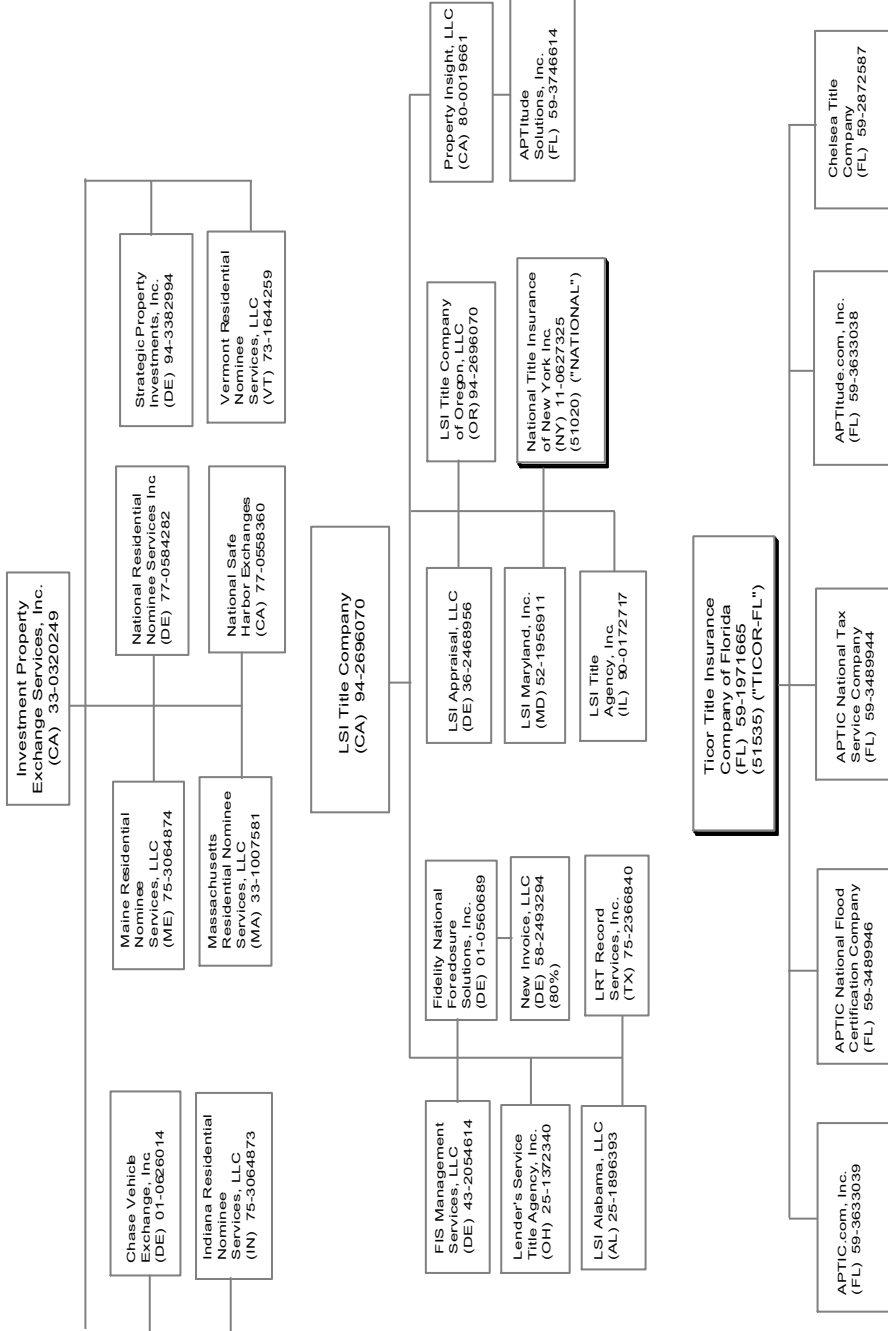 Investment Property
Exchange Services, Inc.
(CA) 33-0320249
Chase Vehicle
Exchange, Inc
(DE) 01-0626014
Indiana Residential
Nominee
Services, LLC
(IN) 75-3064873
Maine Residential
Nominee
Services, LLC
(ME) 75-3064874
Massachusetts
Residential Nominee
Services, LLC
(MA) 33-1007581
National Residential
Nominee Services Inc
(DE) 77-0584282
National Safe
Harbor Exchanges
(CA) 77-0558360
Strategic Property
Investments, Inc.
(DE) 94-3382994
Vermont Residential
Nominee
Services, LLC
(VT) 73-1644259
LSI Title Company
(CA) 94-2696070
FIS Management
Services, LLC
(DE) 43-2054614
Lender's Service
Title Agency, Inc.
(OH) 25-1372340
LSI Alabama, LLC
(AL) 25-1896393
Fidelity National
Foredosure
Solutions, Inc.
(DE) 01-0560689
New Invoice, LLC
(DE) 58-2493294
(80%)
LRT Record
Services, Inc.
(TX) 75-2366840
LSI Appraisal, LLC
(DE) 36-2468956
LSI Maryland, Inc.
(MD) 52-1956911
LSI Title
Agency, Inc.
(IL) 90-0172717
LSI Title Company
of Oregon, LLC
(OR) 94-2696070
National Title Insurance
of New York Inc.
(NY) 11-0627325
(51020) ("NATIONAL")
Property Insight, LLC
(CA) 80-0019661
APTItude
Solutions, Inc.
(FL) 59-3746614
Ticor Title Insurance
Company of Florida
(FL) 59-1971665
(51535) ("TICOR-FL")
APTIC.com, Inc.
(FL) 59-3633039
APTIC National Flood
Certification Company
(FL) 59-3489946
APTIC National Tax
Service Company
(FL) 59-3489944
APTItude.com, Inc.
(FL) 59-3633038
Chelsea Title
Company
(FL) 59-2872587